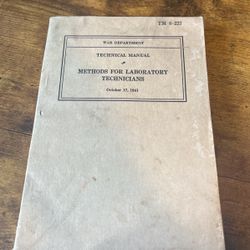 TM 8-227
WAR DEPARTMENT
TECHNICAL MANUAL
METHODS FOR LABORATORY
TECHNICIANS
October 17, 1941